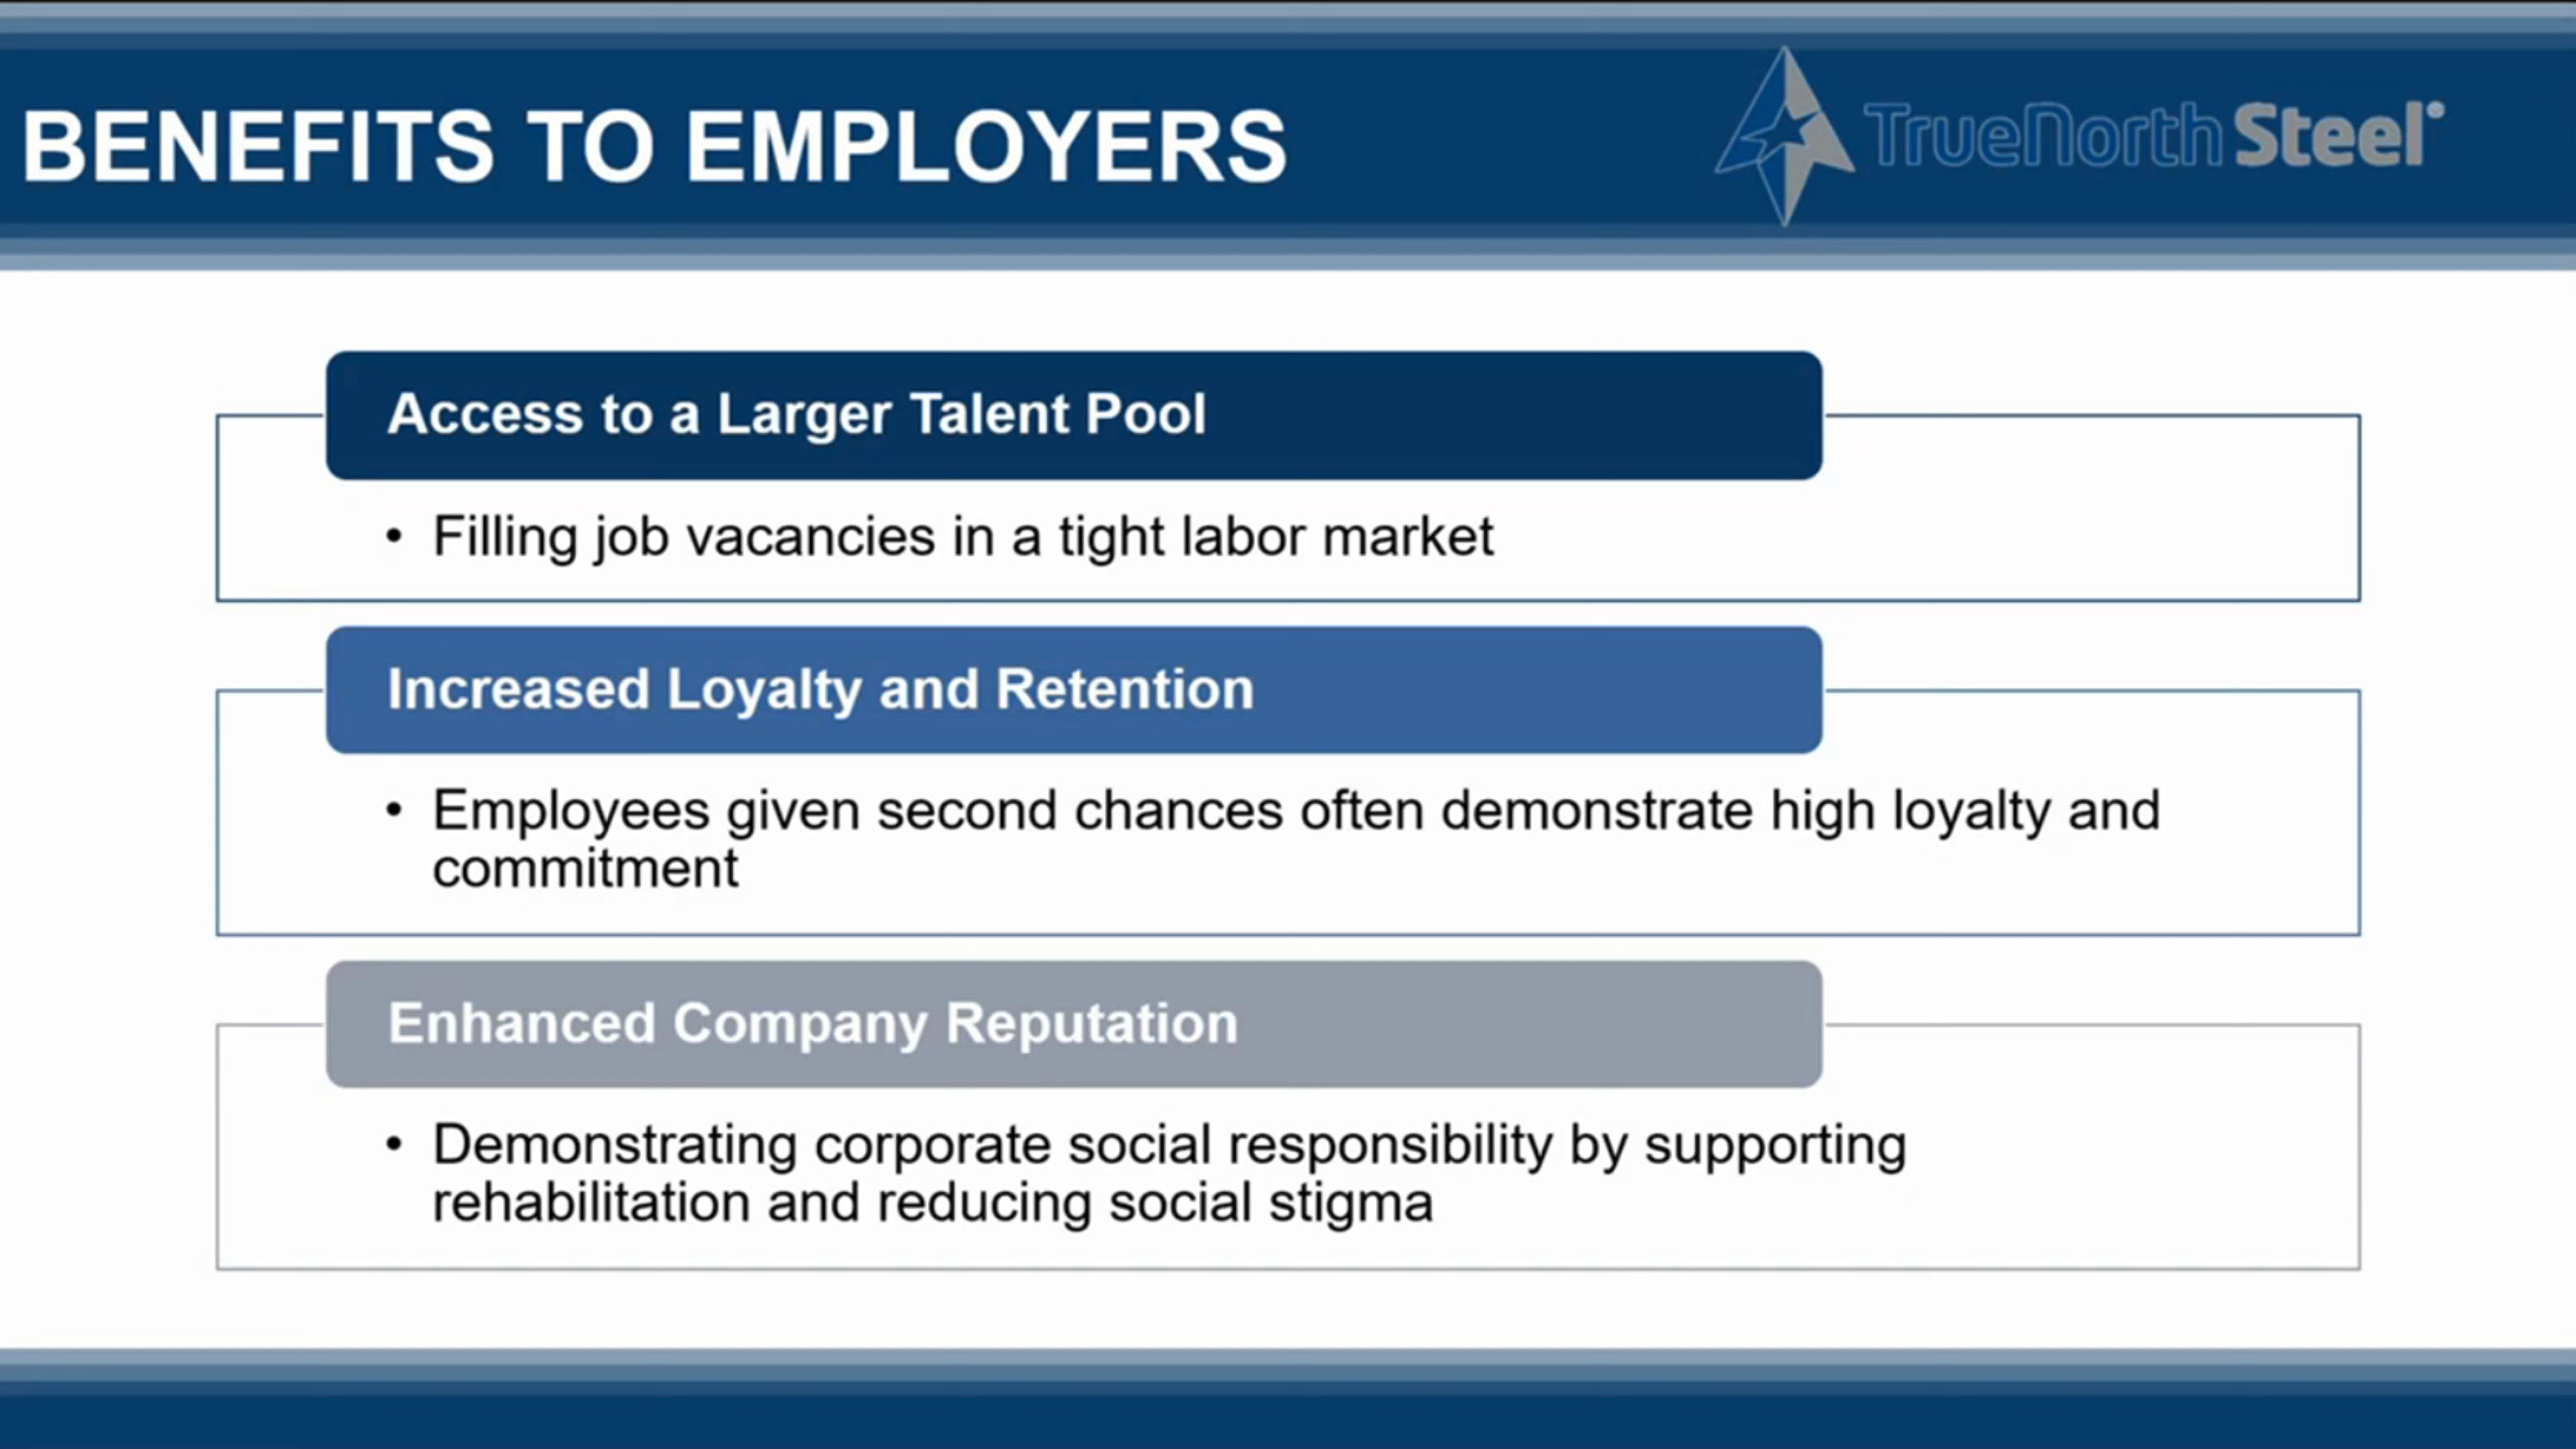 BENEFITS TO EMPLOYERS
TrueNorth Steel
Access to a Larger Talent Pool
• Filling job vacancies in a tight labor market
Increased Loyalty and Retention
• Employees given second chances often demonstrate high loyalty and
commitment
Enhanced Company Reputation
• Demonstrating corporate social responsibility by supporting
rehabilitation and reducing social stigma